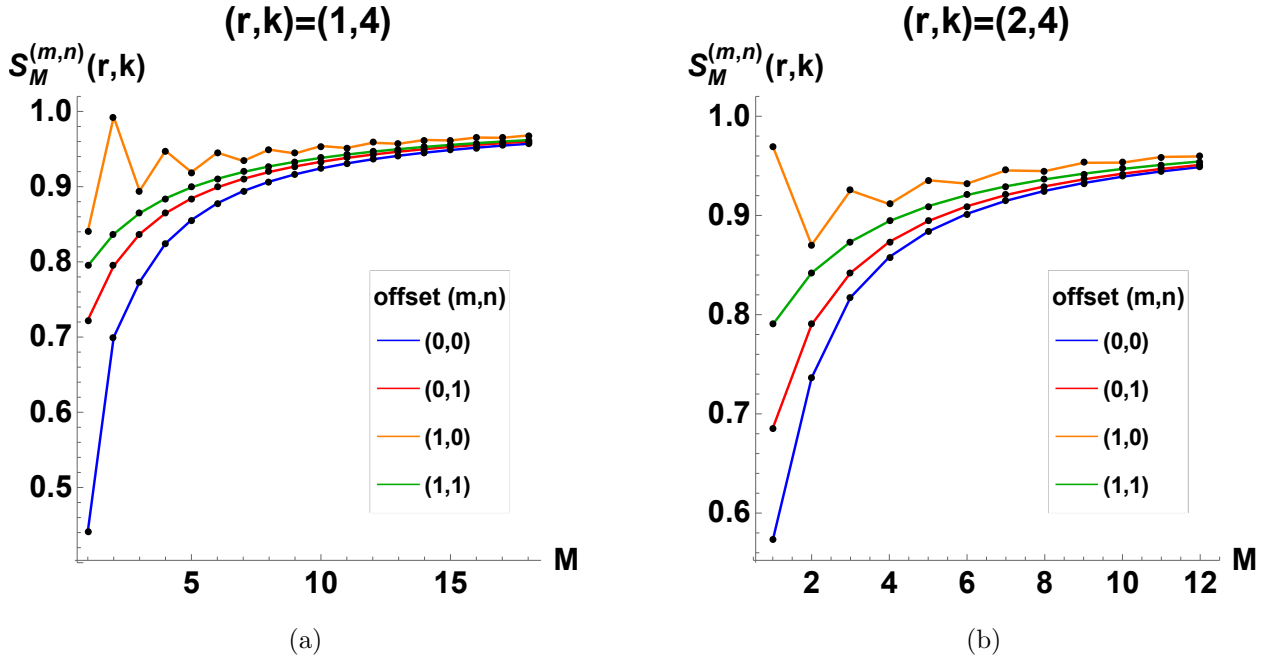 (r,k)=(1,4)
S_M^{(m,n)}(r,k)
1.0
0.9
0.8
0.7
0.6
0.5
5
10
15
M
offset (m,n)
(0,0)
(0,1)
(1,0)
(1,1)
(a)
(r,k)=(2,4)
S_M^{(m,n)}(r,k)
1.0
0.9
0.8
0.7
0.6
2
4
6
8
10
12
M
offset (m,n)
(0,0)
(0,1)
(1,0)
(1,1)
(b)